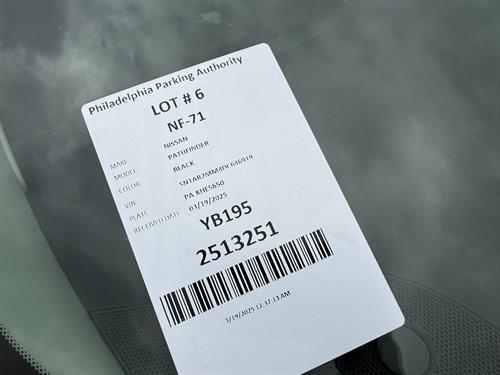 Philadelphia Parking Authority
LOT # 6
NF-71
MAKE NISSAN
MODEL PATHFINDER
COLOR BLACK
VIN
PLATE PA KHE5650
RECEIVED DATE 03/19/2025
YB195
2513251
3/19/2025 12:37:13 AM